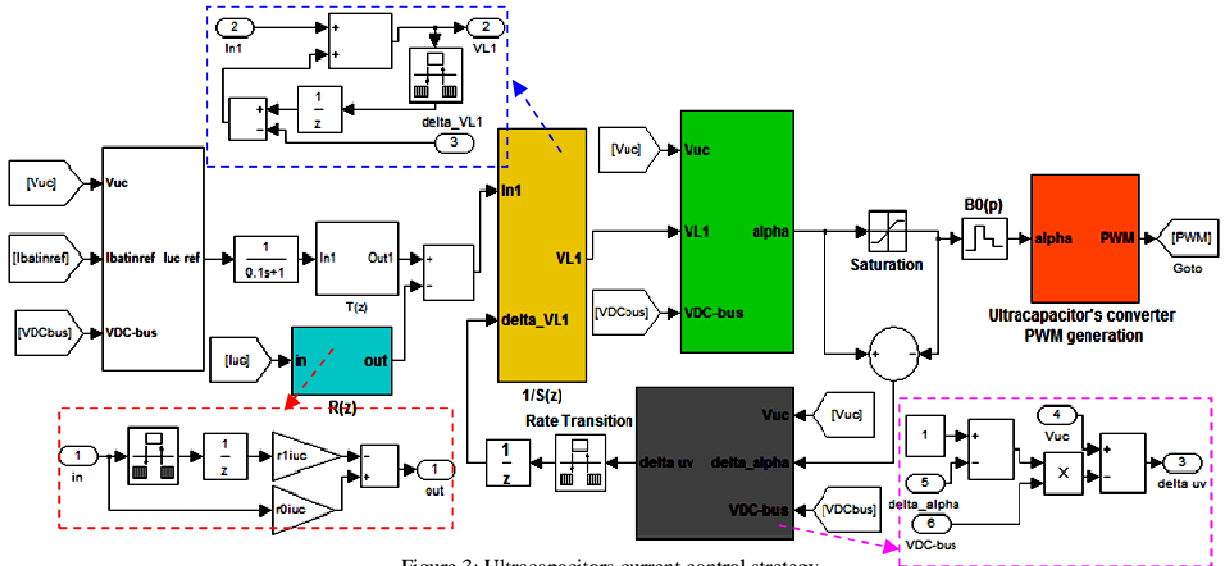 2
In1
+
+
2
VL1
1
z
+
−
delta_VL1
3
[Vuc]
[Ibatinref]
[VDCbus]
Vuc
Ibatinref
Iuc ref
VDC-bus
1
0.1s+1
In1
Out1
T(z)
+
−
[Iuc]
in
out
R(z)
In1
VL1
delta_VL1
1/S(z)
[Vuc]
[VDCbus]
Vuc
VL1
alpha
VDC-bus
Saturation
B0(p)
alpha
PWM
[PWM]
Goto
Ultracapacitor's converter
PWM generation
+
−
Rate Transition
1
z
Vuc
delta uv
delta_alpha
VDC-bus
[Vuc]
[VDCbus]
1
in
1
z
r1iuc
r0iuc
−
+
1
out
1
+
−
5
delta_alpha
4
Vuc
6
VDC-bus
X
+
−
3
delta uv
Figure 3: Ultracapacitors current control strategy